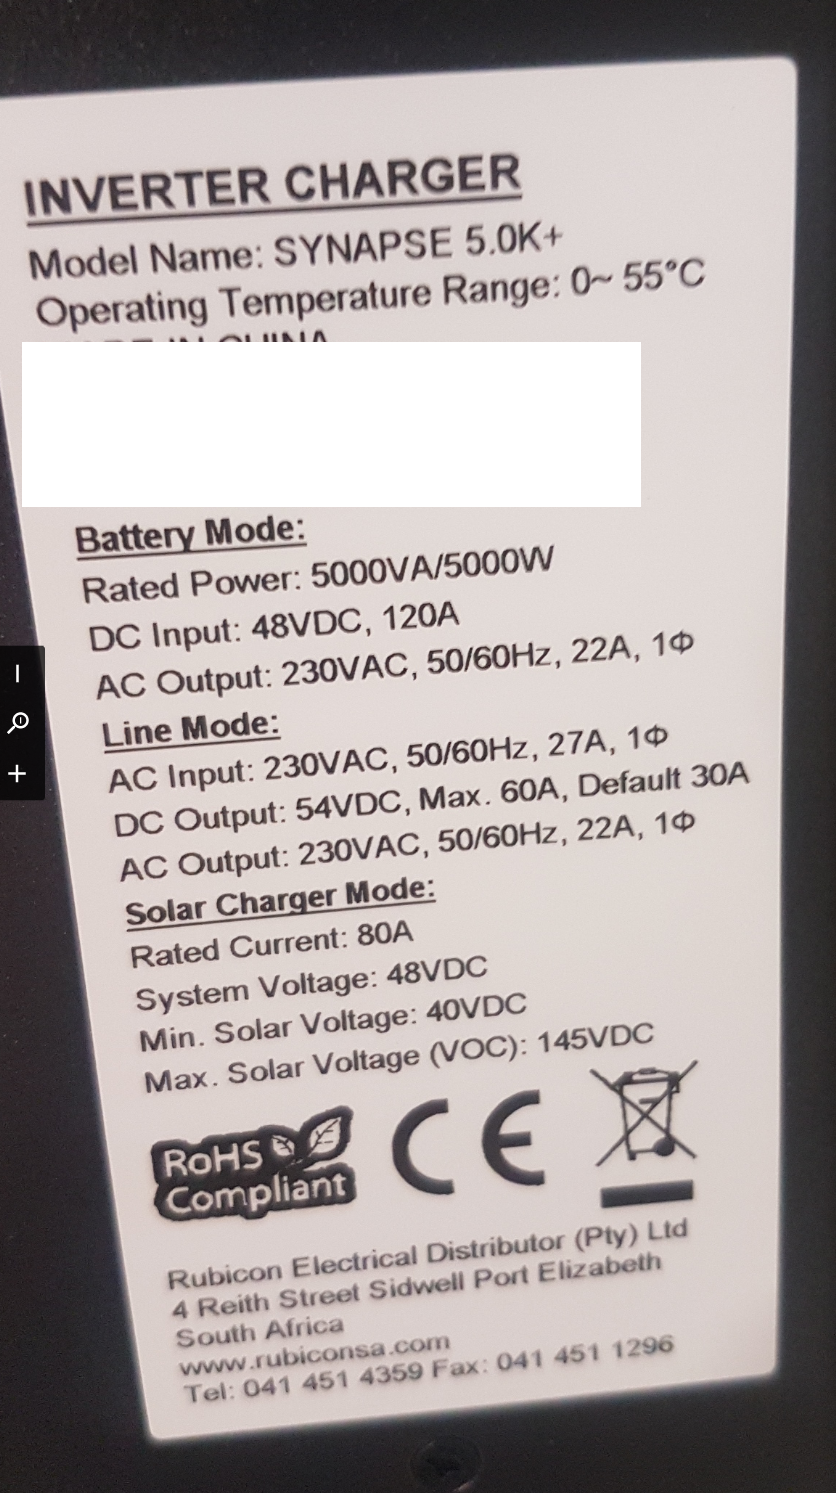 INVERTER CHARGER
Model Name: SYNAPSE 5.0K+
Operating Temperature Range: 0~ 55°C
MADE IN CHINA
Battery Mode:
Rated Power: 5000VA/5000W
DC Input: 48VDC, 120A
AC Output: 230VAC, 50/60Hz, 22A, 1Φ
Line Mode:
AC Input: 230VAC, 50/60Hz, 27A, 1Φ
DC Output: 54VDC, Max. 60A, Default 30A
AC Output: 230VAC, 50/60Hz, 22A, 1Φ
Solar Charger Mode:
Rated Current: 80A
System Voltage: 48VDC
Min. Solar Voltage: 40VDC
Max. Solar Voltage (VOC): 145VDC
RoHS
Compliant
CE
Rubicon Electrical Distributor (Pty) Ltd
4 Reith Street Sidwell Port Elizabeth
South Africa
www.rubiconsa.com
Tel: 041 451 4359 Fax: 041 451 1296